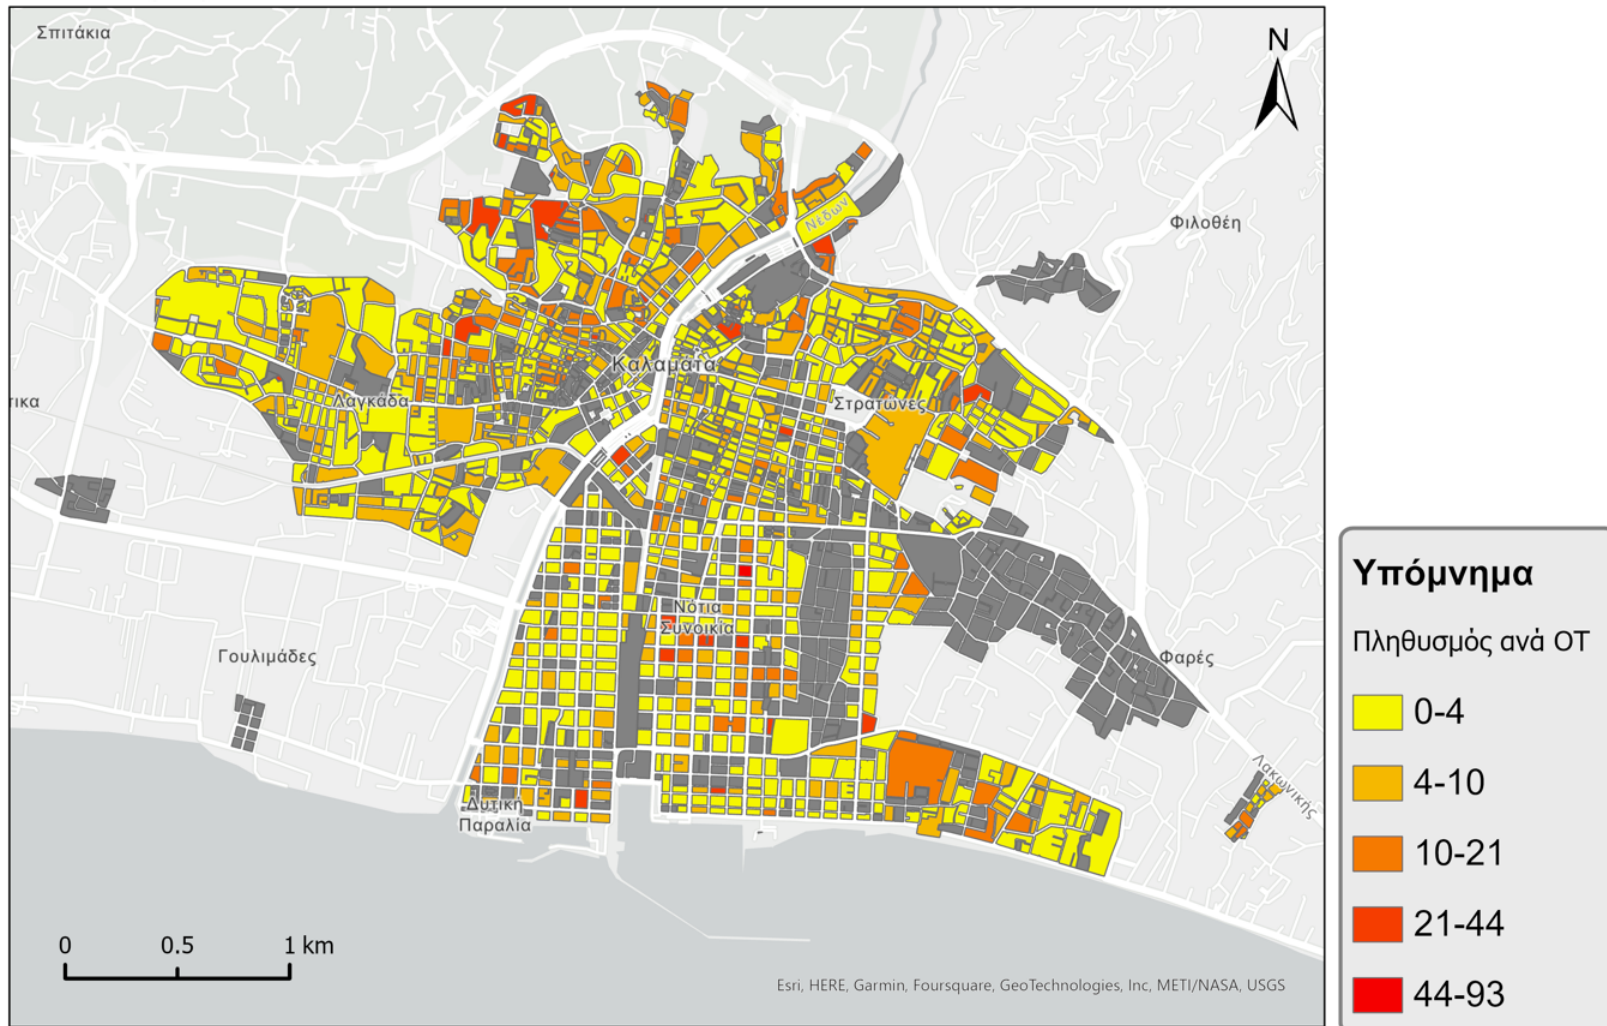 Σπιτάκια
N
Φιλοθέη
Νέδων
Καλαμάτα
τικα
Λαγκάδα
Στρατώνες
Νότια
Συνοικία
Γουλιμάδες
Φαρές
Λακωνικής
Δυτική
Παραλία
0 0.5 1 km
Esri, HERE, Garmin, Foursquare, GeoTechnologies, Inc, METI/NASA, USGS
Υπόμνημα
Πληθυσμός ανά ΟΤ
0-4
4-10
10-21
21-44
44-93